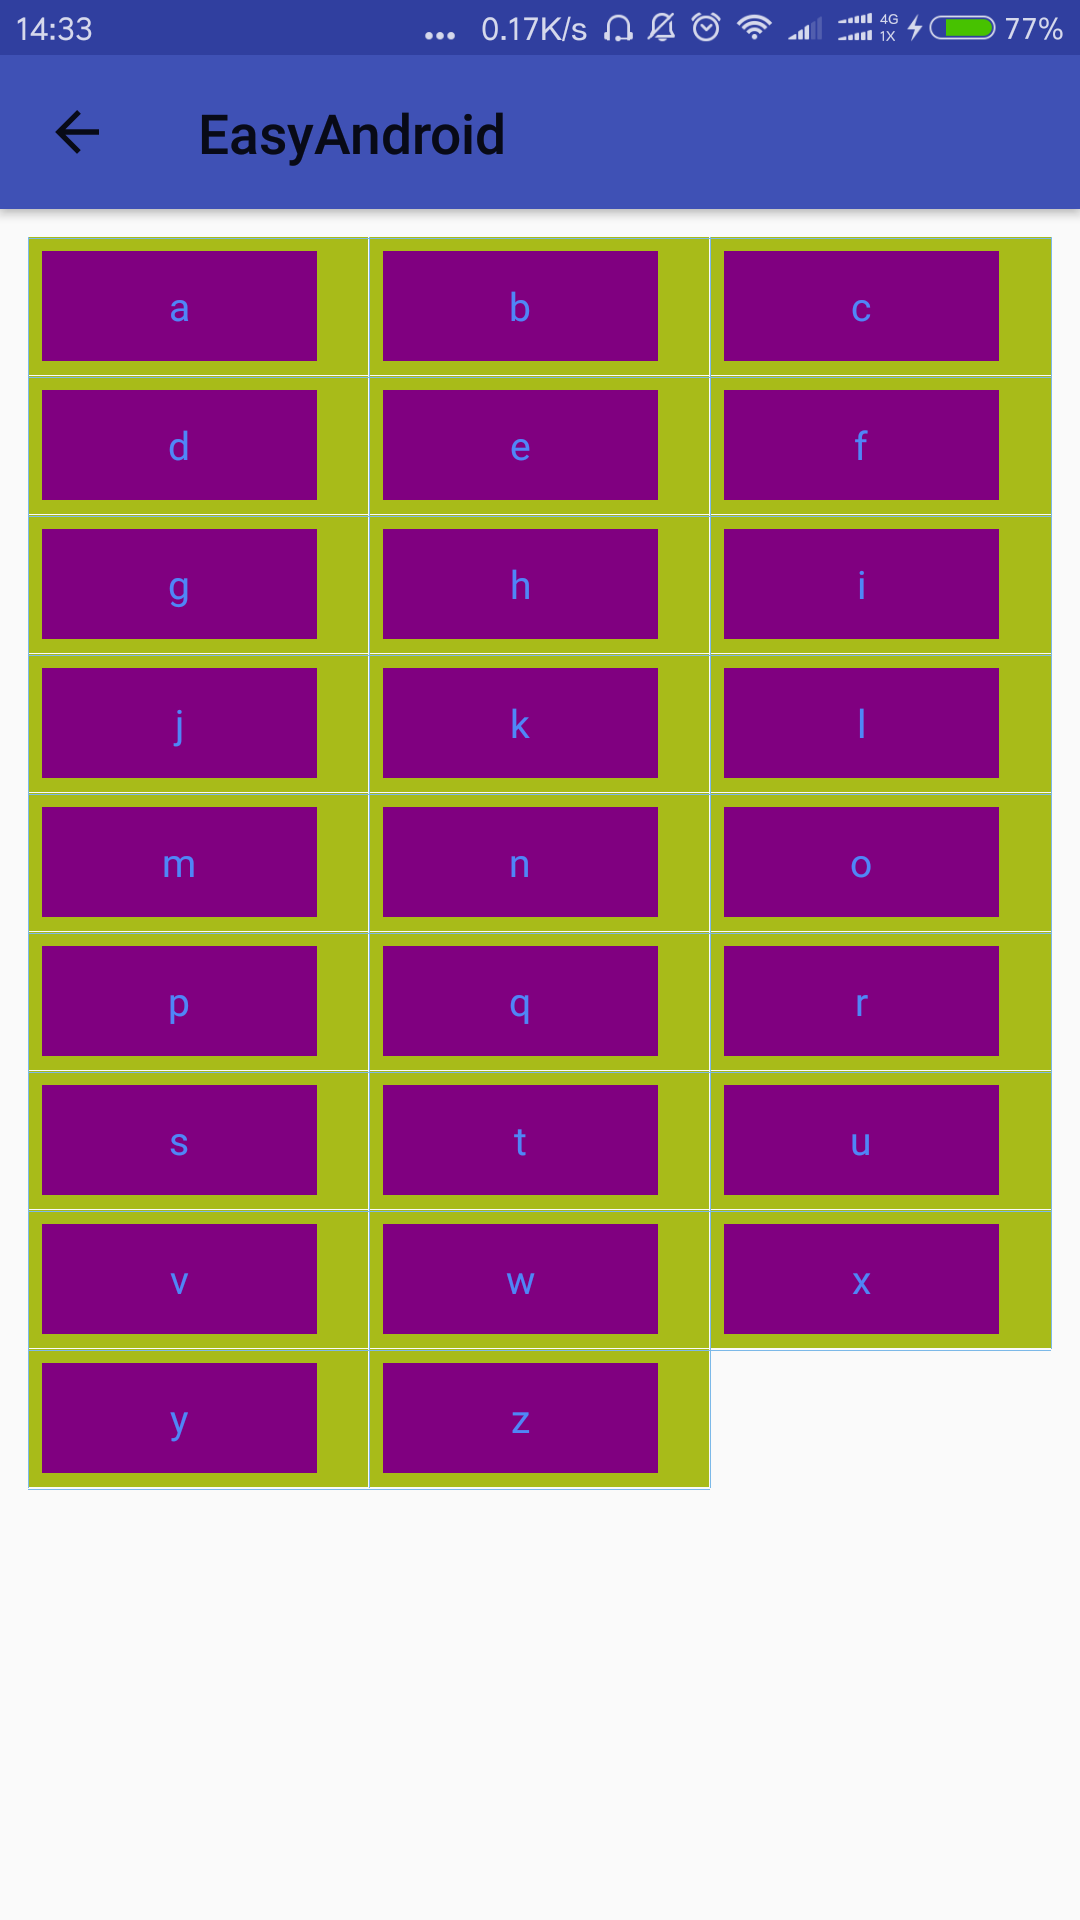 14:33 ... 0.17K/s 4G 1X 77%
EasyAndroid
a b c
d e f
g h i
j k l
m n o
p q r
s t u
v w x
y z